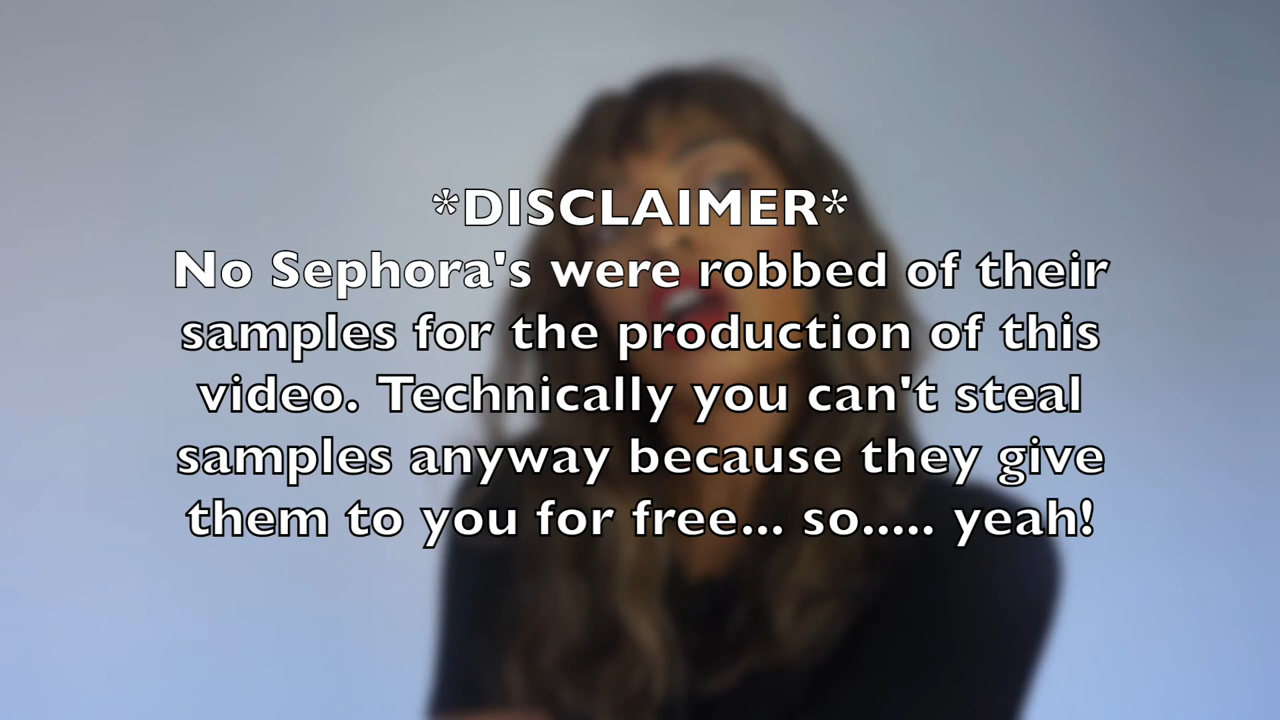 *DISCLAIMER*
No Sephora's were robbed of their
samples for the production of this
video. Technically you can't steal
samples anyway because they give
them to you for free... so..... yeah!